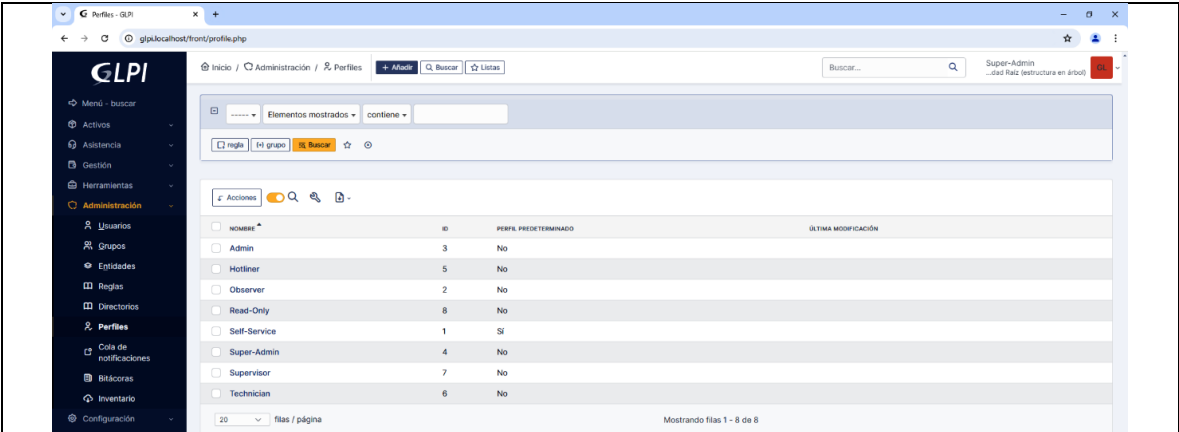 Perfiles - GLPI
glpi.localhost/front/profile.php
GLPI
Inicio / Administración / Perfiles + Añadir Buscar Listas Buscar... Super-Admin
...dad Raíz (estructura en árbol) GL
Menú - buscar
Activos
Asistencia
Gestión
Herramientas
Administración
Usuarios
Grupos
Entidades
Reglas
Directorios
Perfiles
Cola de
notificaciones
Bitácoras
Inventario
Configuración
----- Elementos mostrados contiene
regla (+) grupo Buscar
Acciones
NOMBRE ID PERFIL PREDETERMINADO ÚLTIMA MODIFICACIÓN
Admin 3 No
Hotliner 5 No
Observer 2 No
Read-Only 8 No
Self-Service 1 Sí
Super-Admin 4 No
Supervisor 7 No
Technician 6 No
20 filas / página Mostrando filas 1 - 8 de 8